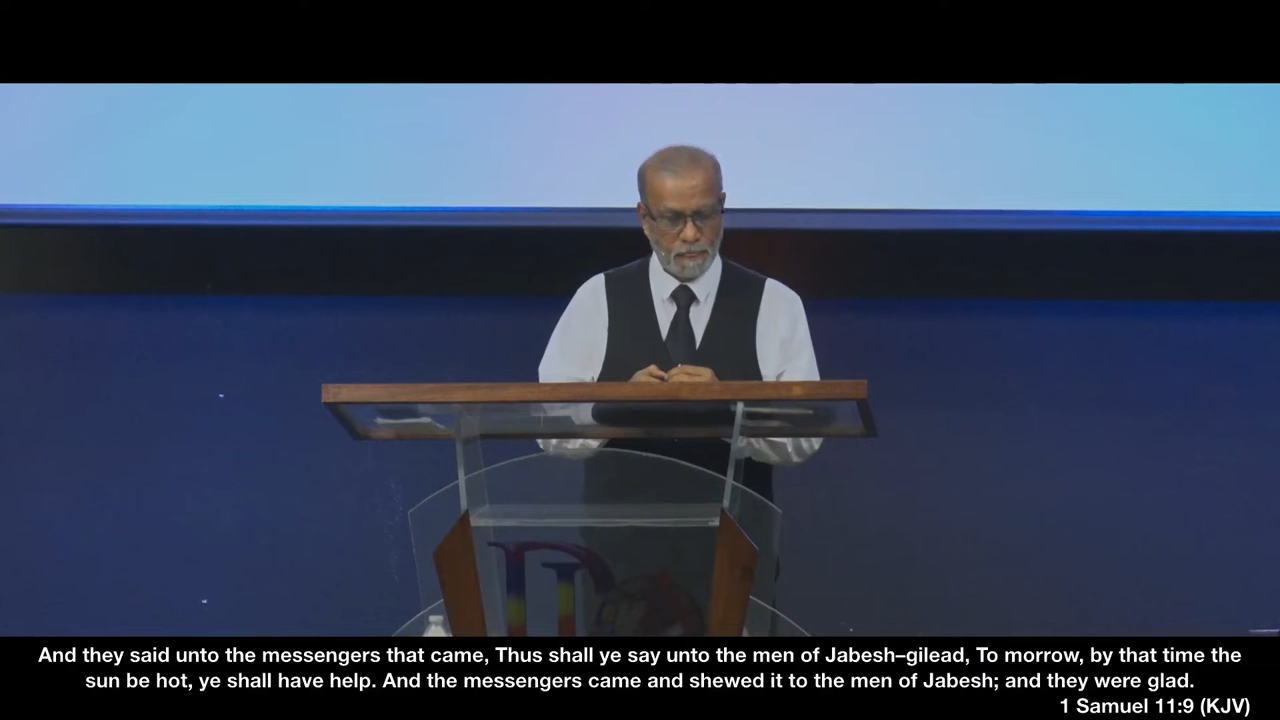 And they said unto the messengers that came, Thus shall ye say unto the men of Jabesh–gilead, To morrow, by that time the
sun be hot, ye shall have help. And the messengers came and shewed it to the men of Jabesh; and they were glad.
1 Samuel 11:9 (KJV)